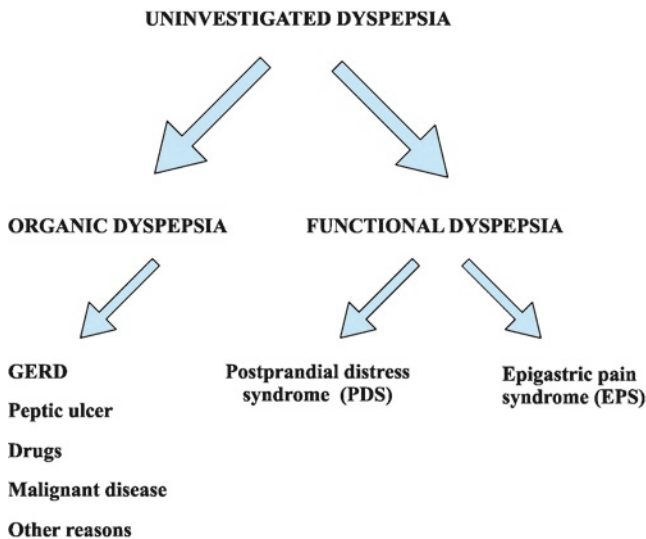 UNINVESTIGATED DYSPEPSIA
ORGANIC DYSPEPSIA
FUNCTIONAL DYSPEPSIA
GERD
Peptic ulcer
Drugs
Malignant disease
Other reasons
Postprandial distress
syndrome (PDS)
Epigastric pain
syndrome (EPS)